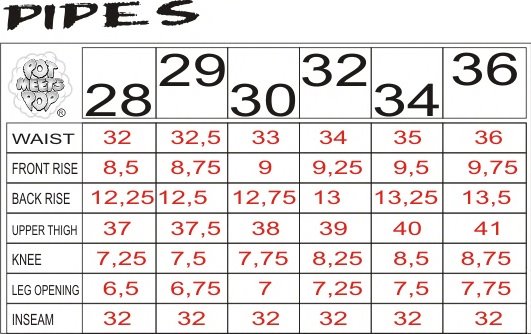 PIPES
POT MEETS POP ®
28 29 30 32 34 36
WAIST 32 32,5 33 34 35 36
FRONT RISE 8,5 8,75 9 9,25 9,5 9,75
BACK RISE 12,25 12,5 12,75 13 13,25 13,5
UPPER THIGH 37 37,5 38 39 40 41
KNEE 7,25 7,5 7,75 8,25 8,5 8,75
LEG OPENING 6,5 6,75 7 7,25 7,5 7,75
INSEAM 32 32 32 32 32 32